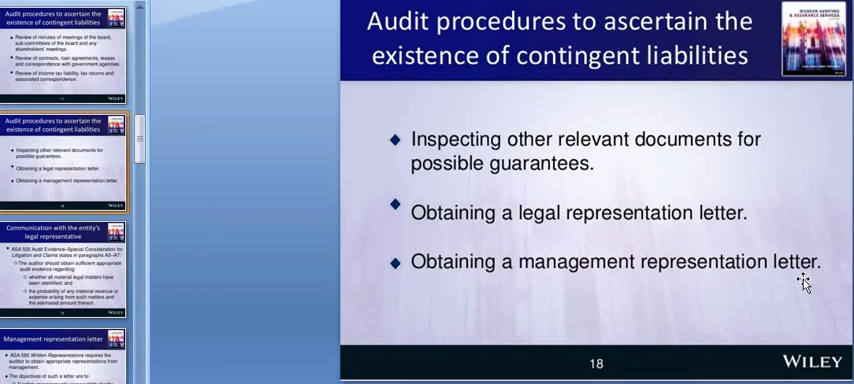 Audit procedures to ascertain the
existence of contingent liabilities
Review of minutes of meetings of the board,
sub-committees of the board and any
shareholders' meetings.
Review of contracts, loan agreements, leases
and correspondence with government agencies.
Review of income tax liability, tax returns and
associated correspondence.
WILEY
Audit procedures to ascertain the
existence of contingent liabilities
Inspecting other relevant documents for
possible guarantees.
Obtaining a legal representation letter.
Obtaining a management representation letter.
WILEY
Communication with the entity's
legal representative
ASA 502 Audit Evidence–Special Consideration for
Litigation and Claims states in paragraphs A5–A7:
The auditor should obtain sufficient appropriate
audit evidence regarding:
whether all material legal matters have
been identified; and
the probability of any material revenue or
expense arising from such matters and
the estimated amount thereof.
WILEY
Management representation letter
ASA 580 Written Representations requires the
auditor to obtain appropriate representations from
management.
The objectives of such a letter are to:
Audit procedures to ascertain the
existence of contingent liabilities
MODERN AUDITING
& ASSURANCE SERVICES
Inspecting other relevant documents for
possible guarantees.
Obtaining a legal representation letter.
Obtaining a management representation letter.
18
WILEY